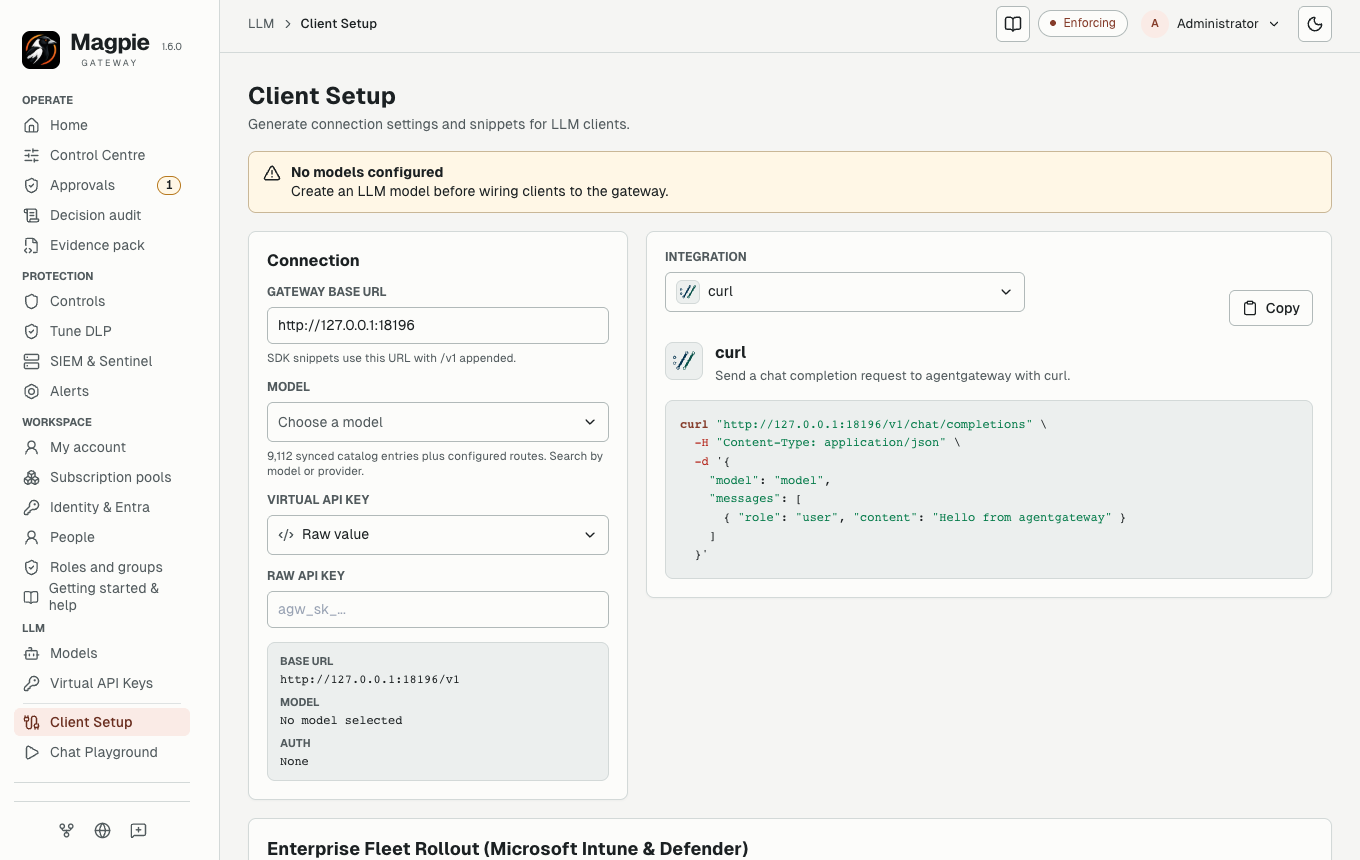 Magpie 1.6.0
GATEWAY
OPERATE
Home
Control Centre
Approvals 1
Decision audit
Evidence pack
PROTECTION
Controls
Tune DLP
SIEM & Sentinel
Alerts
WORKSPACE
My account
Subscription pools
Identity & Entra
People
Roles and groups
Getting started &
help
LLM
Models
Virtual API Keys
Client Setup
Chat Playground
LLM > Client Setup
Enforcing
A Administrator
Client Setup
Generate connection settings and snippets for LLM clients.
No models configured
Create an LLM model before wiring clients to the gateway.
Connection
GATEWAY BASE URL
http://127.0.0.1:18196
SDK snippets use this URL with /v1 appended.
MODEL
Choose a model
9,112 synced catalog entries plus configured routes. Search by
model or provider.
VIRTUAL API KEY
</> Raw value
RAW API KEY
agw_sk_...
BASE URL
http://127.0.0.1:18196/v1
MODEL
No model selected
AUTH
None
INTEGRATION
curl
Copy
curl
Send a chat completion request to agentgateway with curl.
curl "http://127.0.0.1:18196/v1/chat/completions" \
  -H "Content-Type: application/json" \
  -d '{
    "model": "model",
    "messages": [
      { "role": "user", "content": "Hello from agentgateway" }
    ]
  }'
Enterprise Fleet Rollout (Microsoft Intune & Defender)